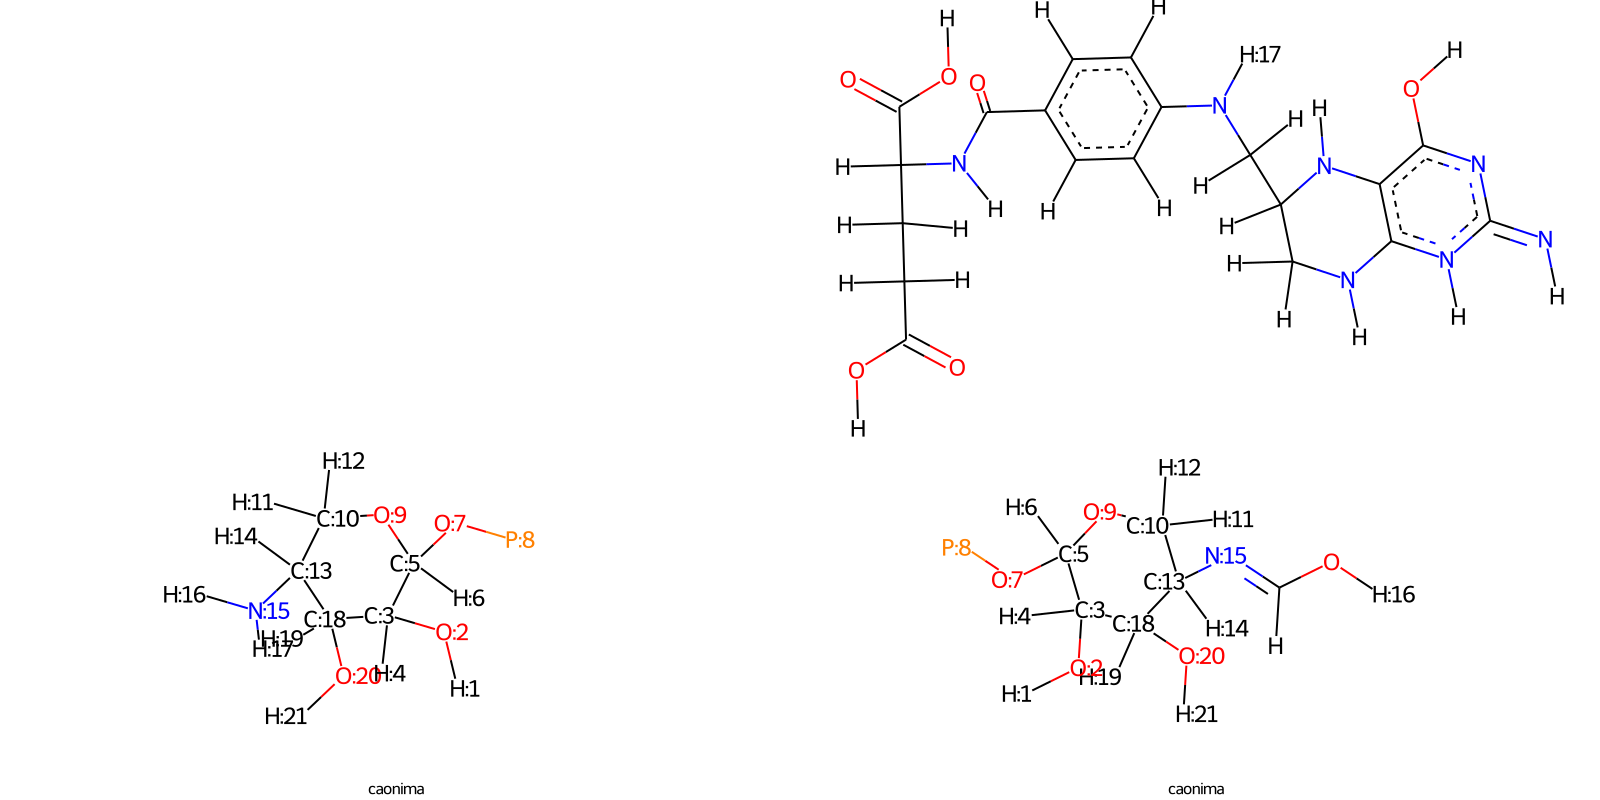 H H
H
O O O H:17 H
O
H N H H
H N H N N
H H H N
H H H N N H
H H H H
H
O O
H
H:12
H:11 C:10 O:9 O:7 P:8
H:14
C:13 C:5
H:16 N:15 H:6
C:18 C:3
H:19 O:2
H:17
O:20 H:4 H:1
H:21
H:12
H:6 O:9 C:10 H:11
P:8 C:5 N:15 O
O:7 C:13 H:16
H:4 C:3 C:18 H:14 H
O:2 O:20
H:1 H:19
H:21
caonima caonima